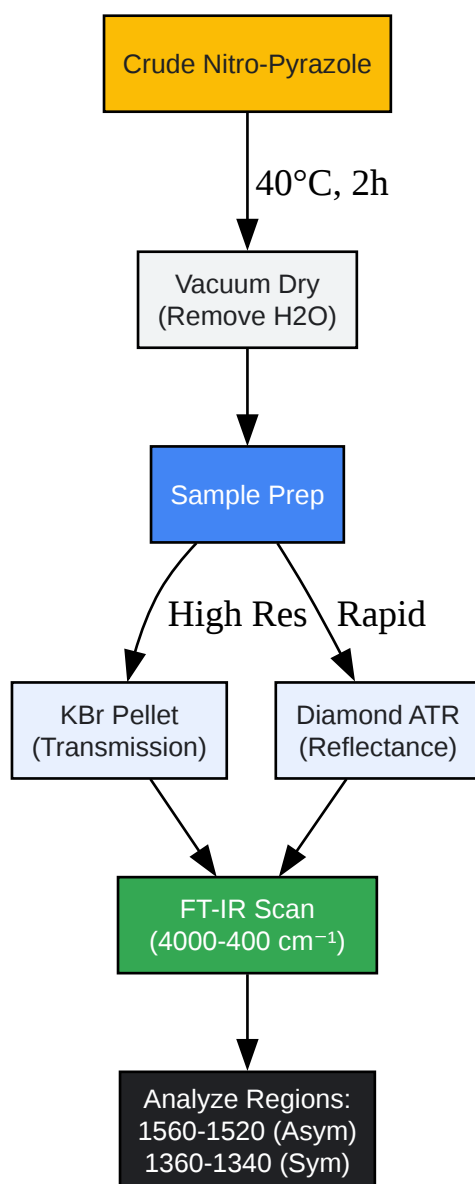 Crude Nitro-Pyrazole
40°C, 2h
Vacuum Dry
(Remove H2O)
Sample Prep
High Res
Rapid
KBr Pellet
(Transmission)
Diamond ATR
(Reflectance)
FT-IR Scan
(4000-400 cm⁻¹)
Analyze Regions:
1560-1520 (Asym)
1360-1340 (Sym)